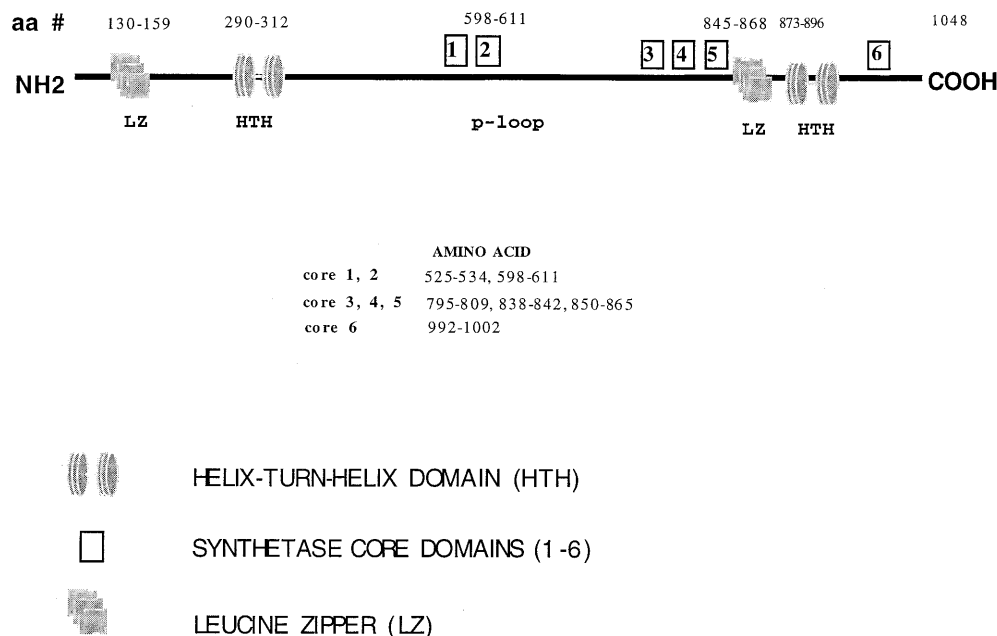 aa # 130-159 290-312 598-611 845-868 873-896 1048
1 2 3 4 5 6
NH2 COOH
LZ HTH p-loop LZ HTH
AMINO ACID
core 1, 2 525-534, 598-611
core 3, 4, 5 795-809, 838-842, 850-865
core 6 992-1002
HELIX-TURN-HELIX DOMAIN (HTH)
SYNTHETASE CORE DOMAINS (1-6)
LEUCINE ZIPPER (LZ)